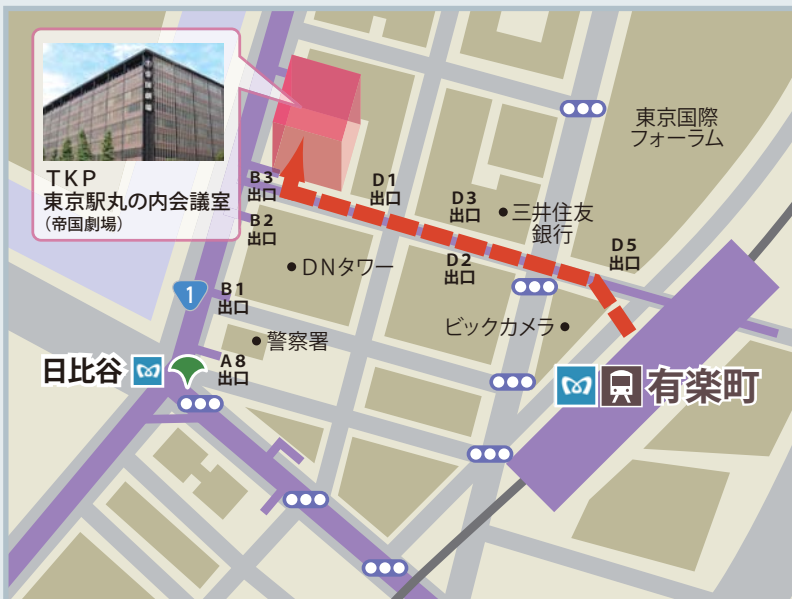 TKP
東京駅丸の内会議室
(帝国劇場)
B3
出口
B2
出口
D1
出口
D3
出口
三井住友
銀行
D2
出口
D5
出口
東京国際
フォーラム
DNタワー
1
B1
出口
警察署
ビックカメラ
A8
出口
日比谷
有楽町